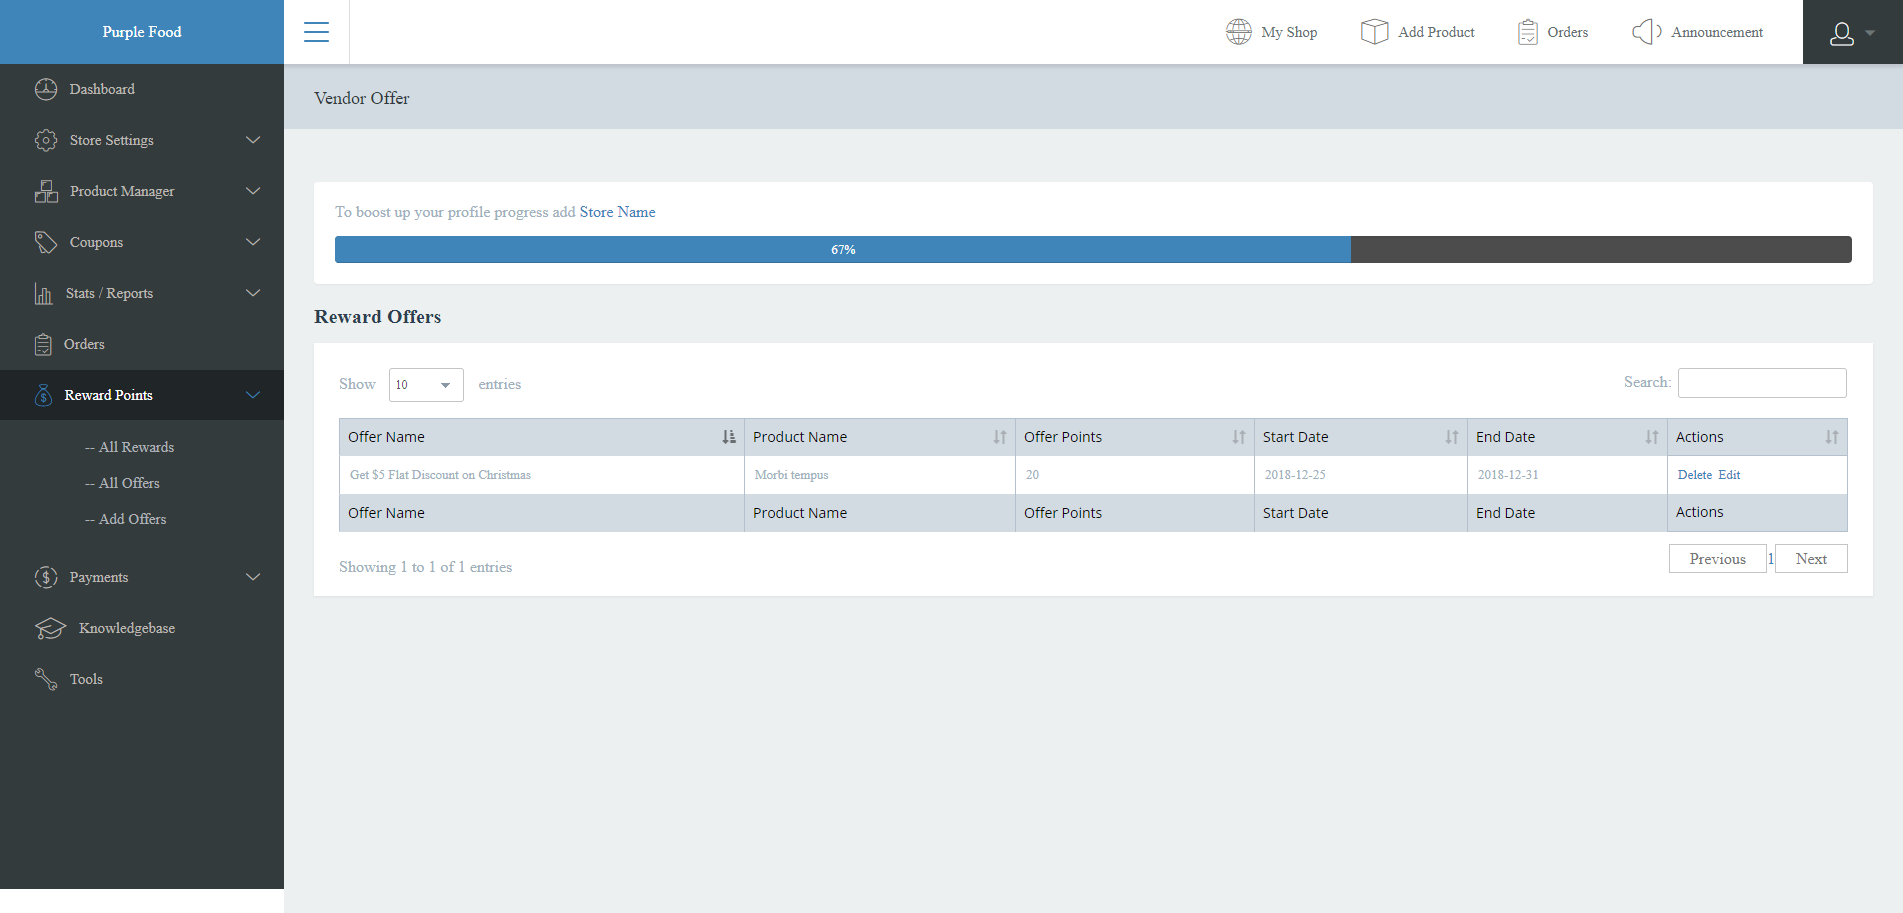 Purple Food
My Shop
Add Product
Orders
Announcement
Dashboard
Store Settings
Product Manager
Coupons
Stats / Reports
Orders
Reward Points
-- All Rewards
-- All Offers
-- Add Offers
Payments
Knowledgebase
Tools
Vendor Offer
To boost up your profile progress add Store Name
67%
Reward Offers
Show 10 entries
Search:
Offer Name Product Name Offer Points Start Date End Date Actions
Get $5 Flat Discount on Christmas Morbi tempus 20 2018-12-25 2018-12-31 Delete Edit
Offer Name Product Name Offer Points Start Date End Date Actions
Showing 1 to 1 of 1 entries
Previous 1 Next